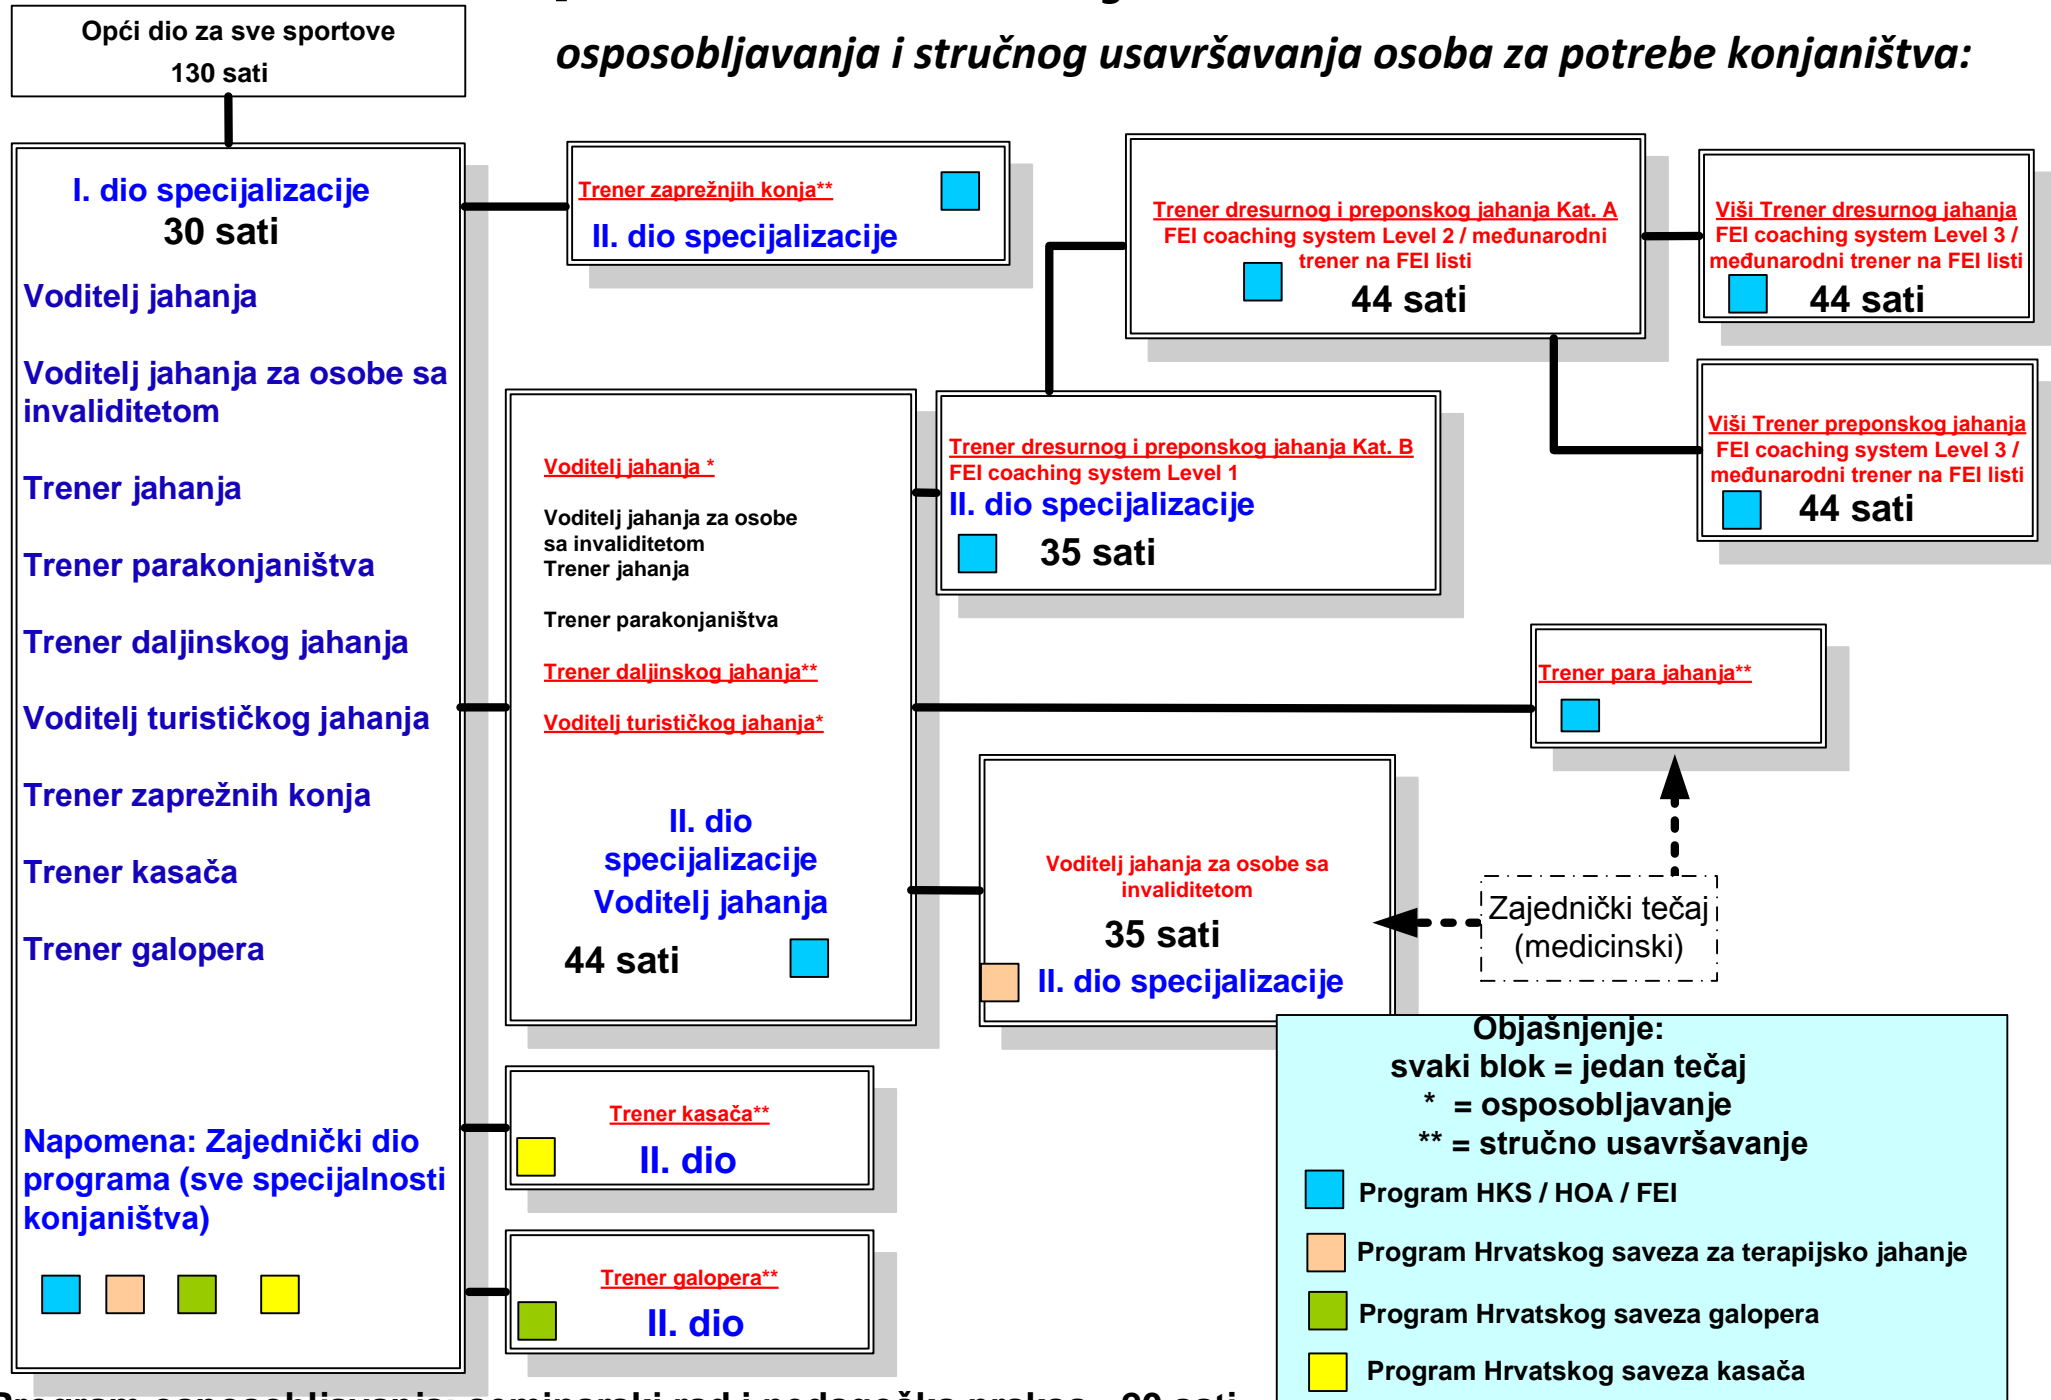 osposobljavanja i stručnog usavršavanja osoba za potrebe konjaništva:
Opći dio za sve sportove
130 sati
I. dio specijalizacije
30 sati
Voditelj jahanja
Voditelj jahanja za osobe sa
invaliditetom
Trener jahanja
Trener parakonjaništva
Trener daljinskog jahanja
Voditelj turističkog jahanja
Trener zaprežnih konja
Trener kasača
Trener galopera
Napomena: Zajednički dio
programa (sve specijalnosti
konjaništva)
Trener zaprežnjih konja**
II. dio specijalizacije
Voditelj jahanja *
Voditelj jahanja za osobe
sa invaliditetom
Trener jahanja
Trener parakonjaništva
Trener daljinskog jahanja**
Voditelj turističkog jahanja*
II. dio
specijalizacije
Voditelj jahanja
44 sati
Trener kasača**
II. dio
Trener galopera**
II. dio
Trener dresurnog i preponskog jahanja Kat. B
FEI coaching system Level 1
II. dio specijalizacije
35 sati
Trener dresurnog i preponskog jahanja Kat. A
FEI coaching system Level 2 / međunarodni
trener na FEI listi
44 sati
Viši Trener dresurnog jahanja
FEI coaching system Level 3 /
međunarodni trener na FEI listi
44 sati
Viši Trener preponskog jahanja
FEI coaching system Level 3 /
međunarodni trener na FEI listi
44 sati
Trener para jahanja**
Voditelj jahanja za osobe sa
invaliditetom
35 sati
II. dio specijalizacije
Zajednički tečaj
(medicinski)
Objašnjenje:
svaki blok = jedan tečaj
* = osposobljavanje
** = stručno usavršavanje
Program HKS / HOA / FEI
Program Hrvatskog saveza za terapijsko jahanje
Program Hrvatskog saveza galopera
Program Hrvatskog saveza kasača
Program osposobljavanja: seminarski rad i pedagoška praksa - 20 sati